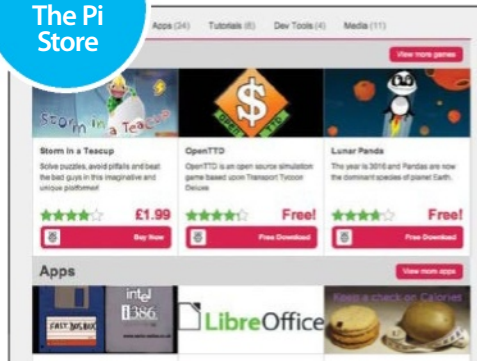 The Pi
Store
Apps (24) Tutorials (6) Dev Tools (4) Media (11)
View more games
Storm in a Teacup
OPEN TTD
Storm in a Teacup
Solve puzzles, avoid pitfalls and beat
the bad guys in this imaginative and
unique platformer!
OpenTTD
OpenTTD is an open source simulation
game based upon Transport Tycoon
Deluxe.
Lunar Panda
The year is 3016 and Pandas are now
the dominant species of planet Earth.
£1.99
Free!
Free!
Buy Now
Free Download
Free Download
Apps
View more apps
FAST DOSBOX
intel
i386
LibreOffice
Keep a check on Calories